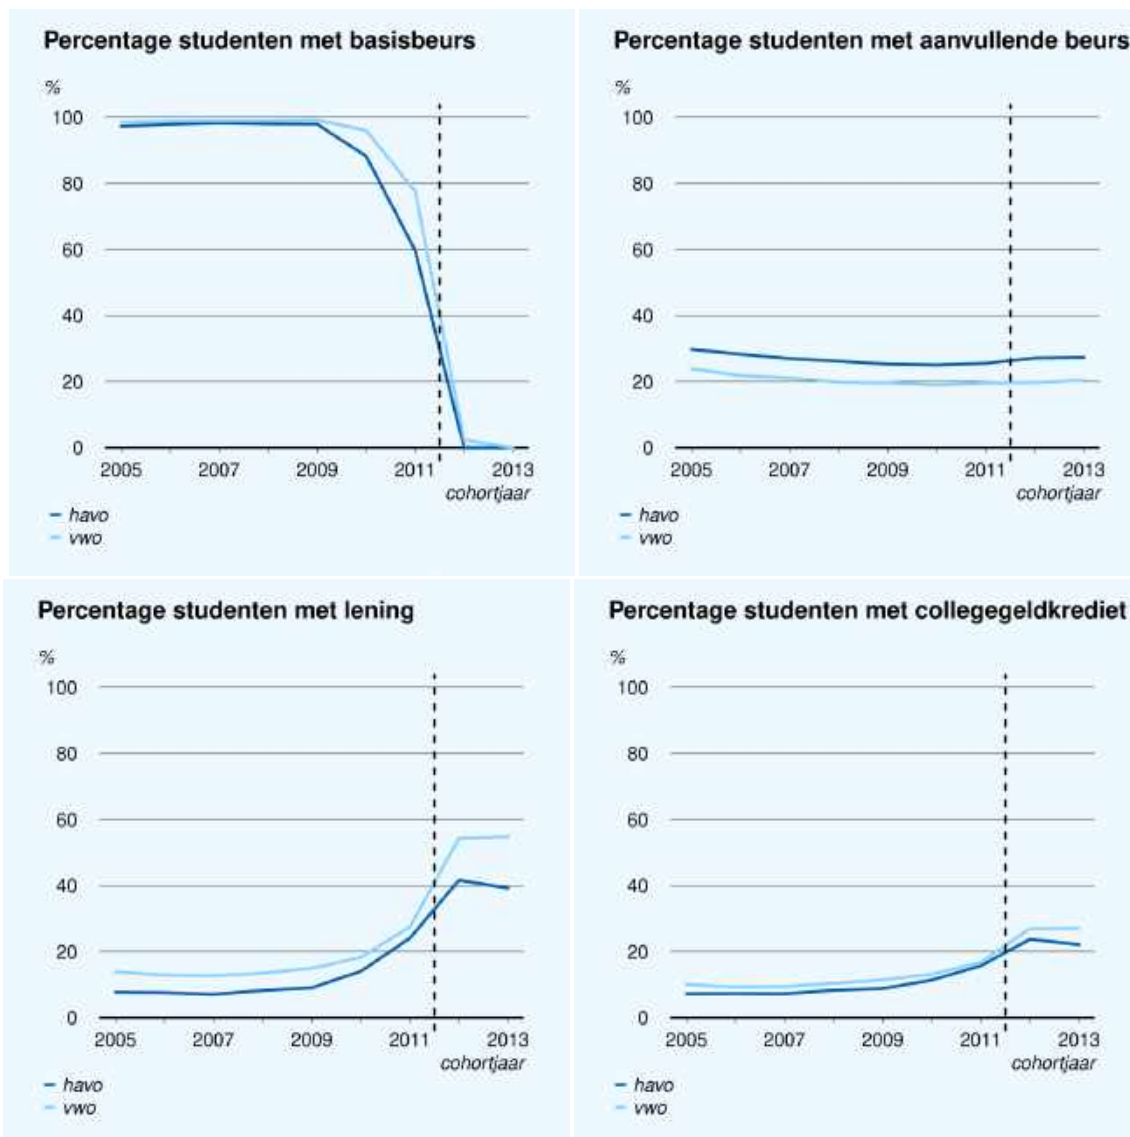 Percentage studenten met basisbeurs
%
100
80
60
40
20
0
2005 2007 2009 2011 2013
cohortjaar
havo
vwo
Percentage studenten met aanvullende beurs
%
100
80
60
40
20
0
2005 2007 2009 2011 2013
cohortjaar
havo
vwo
Percentage studenten met lening
%
100
80
60
40
20
0
2005 2007 2009 2011 2013
cohortjaar
havo
vwo
Percentage studenten met collegegeldkrediet
%
100
80
60
40
20
0
2005 2007 2009 2011 2013
cohortjaar
havo
vwo